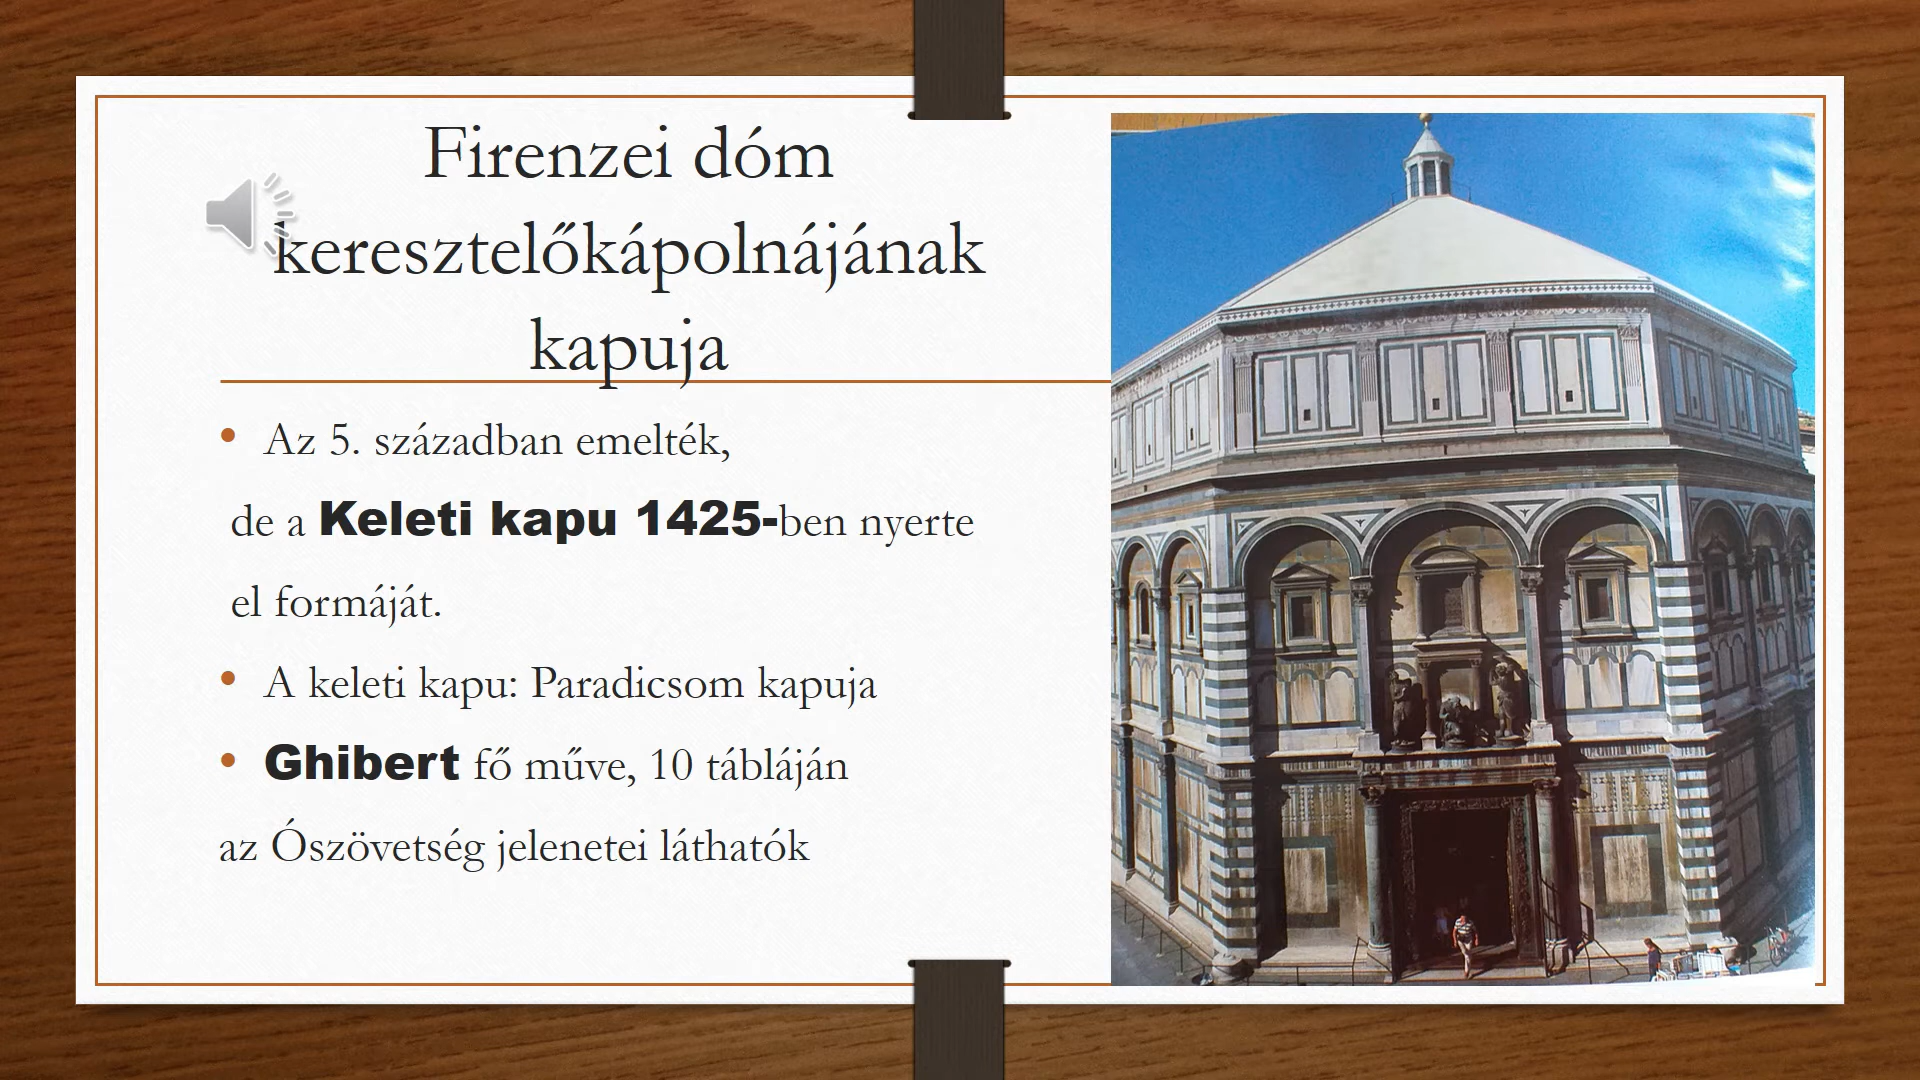 Firenzei dóm
keresztelőkápolnájának
kapuja
• Az 5. században emelték,
de a Keleti kapu 1425-ben nyerte
el formáját.
• A keleti kapu: Paradicsom kapuja
• Ghibert fő műve, 10 tábláján
az Ószövetség jelenetei láthatók